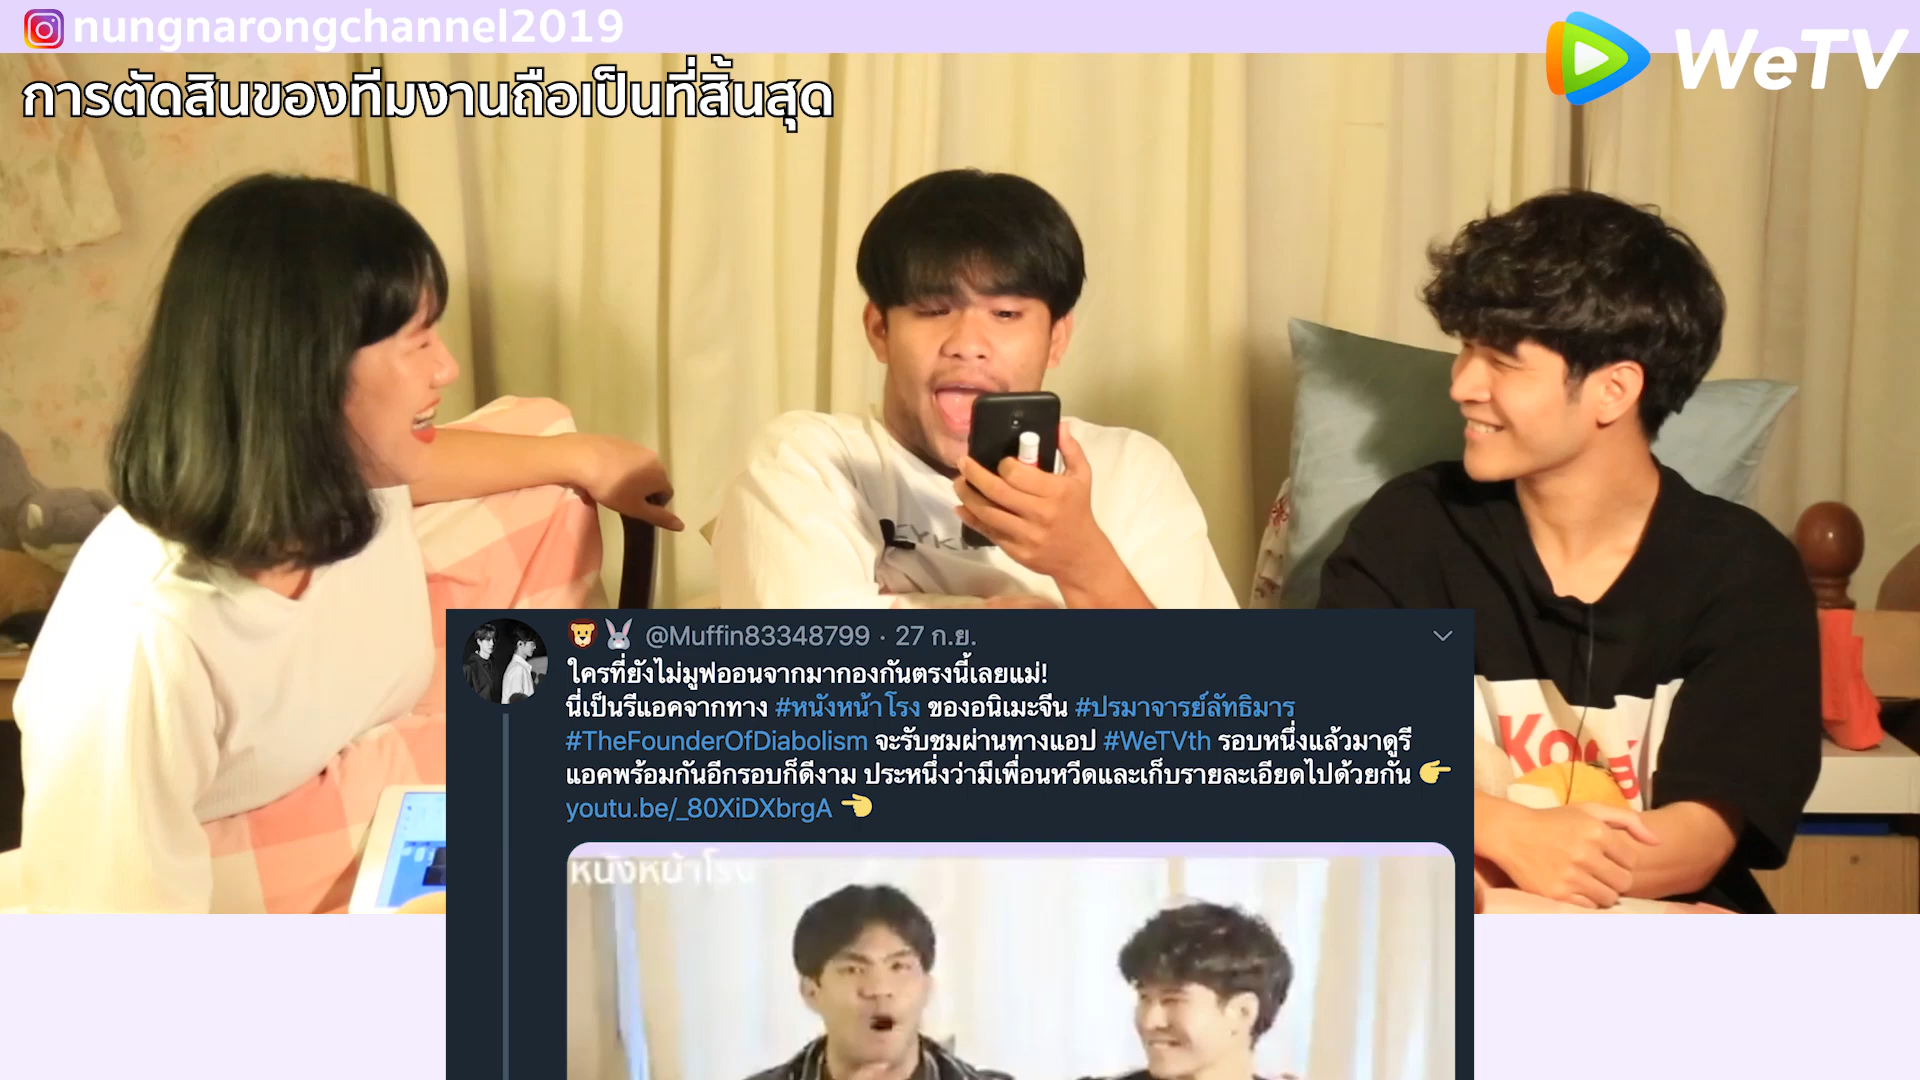 nungnarongchannel2019
WeTV
การตัดสินของทีมงานถือเป็นที่สิ้นสุด
@Muffin83348799 · 27 ก.ย.
ใครที่ยังไม่มูฟออนจากมากองกันตรงนี้เลยแม่!
นี่เป็นรีแอคจากทาง #หนังหน้าโรง ของอนิเมะจีน #ปรมาจารย์ลัทธิมาร
#TheFounderOfDiabolism จะรับชมผ่านทางแอป #WeTVth รอบหนึ่งแล้วมาดูรี
แอคพร้อมกันอีกรอบก็ดีงาม ประหนึ่งว่ามีเพื่อนหวีดและเก็บรายละเอียดไปด้วยกัน
youtu.be/_80XiDXbrgA
หนังหน้าโรง